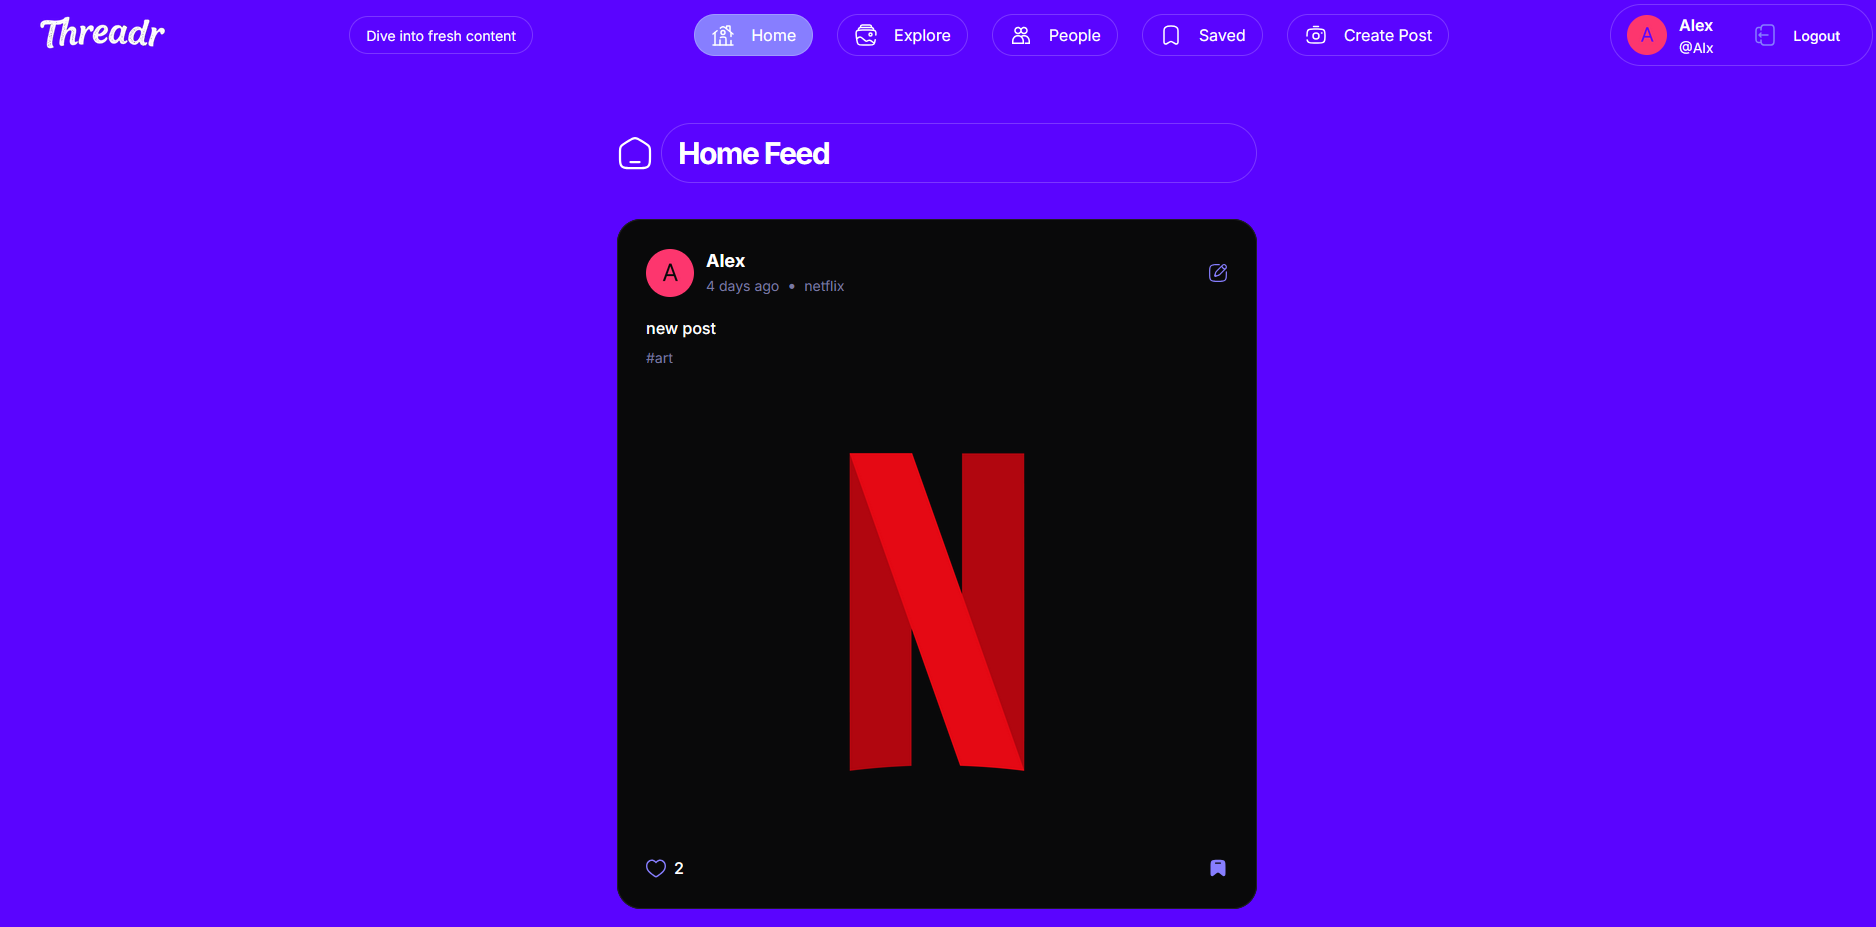 Threadr
Dive into fresh content
Home
Explore
People
Saved
Create Post
A
Alex
@Alx
Logout
Home Feed
A
Alex
4 days ago • netflix
new post
#art
N
2